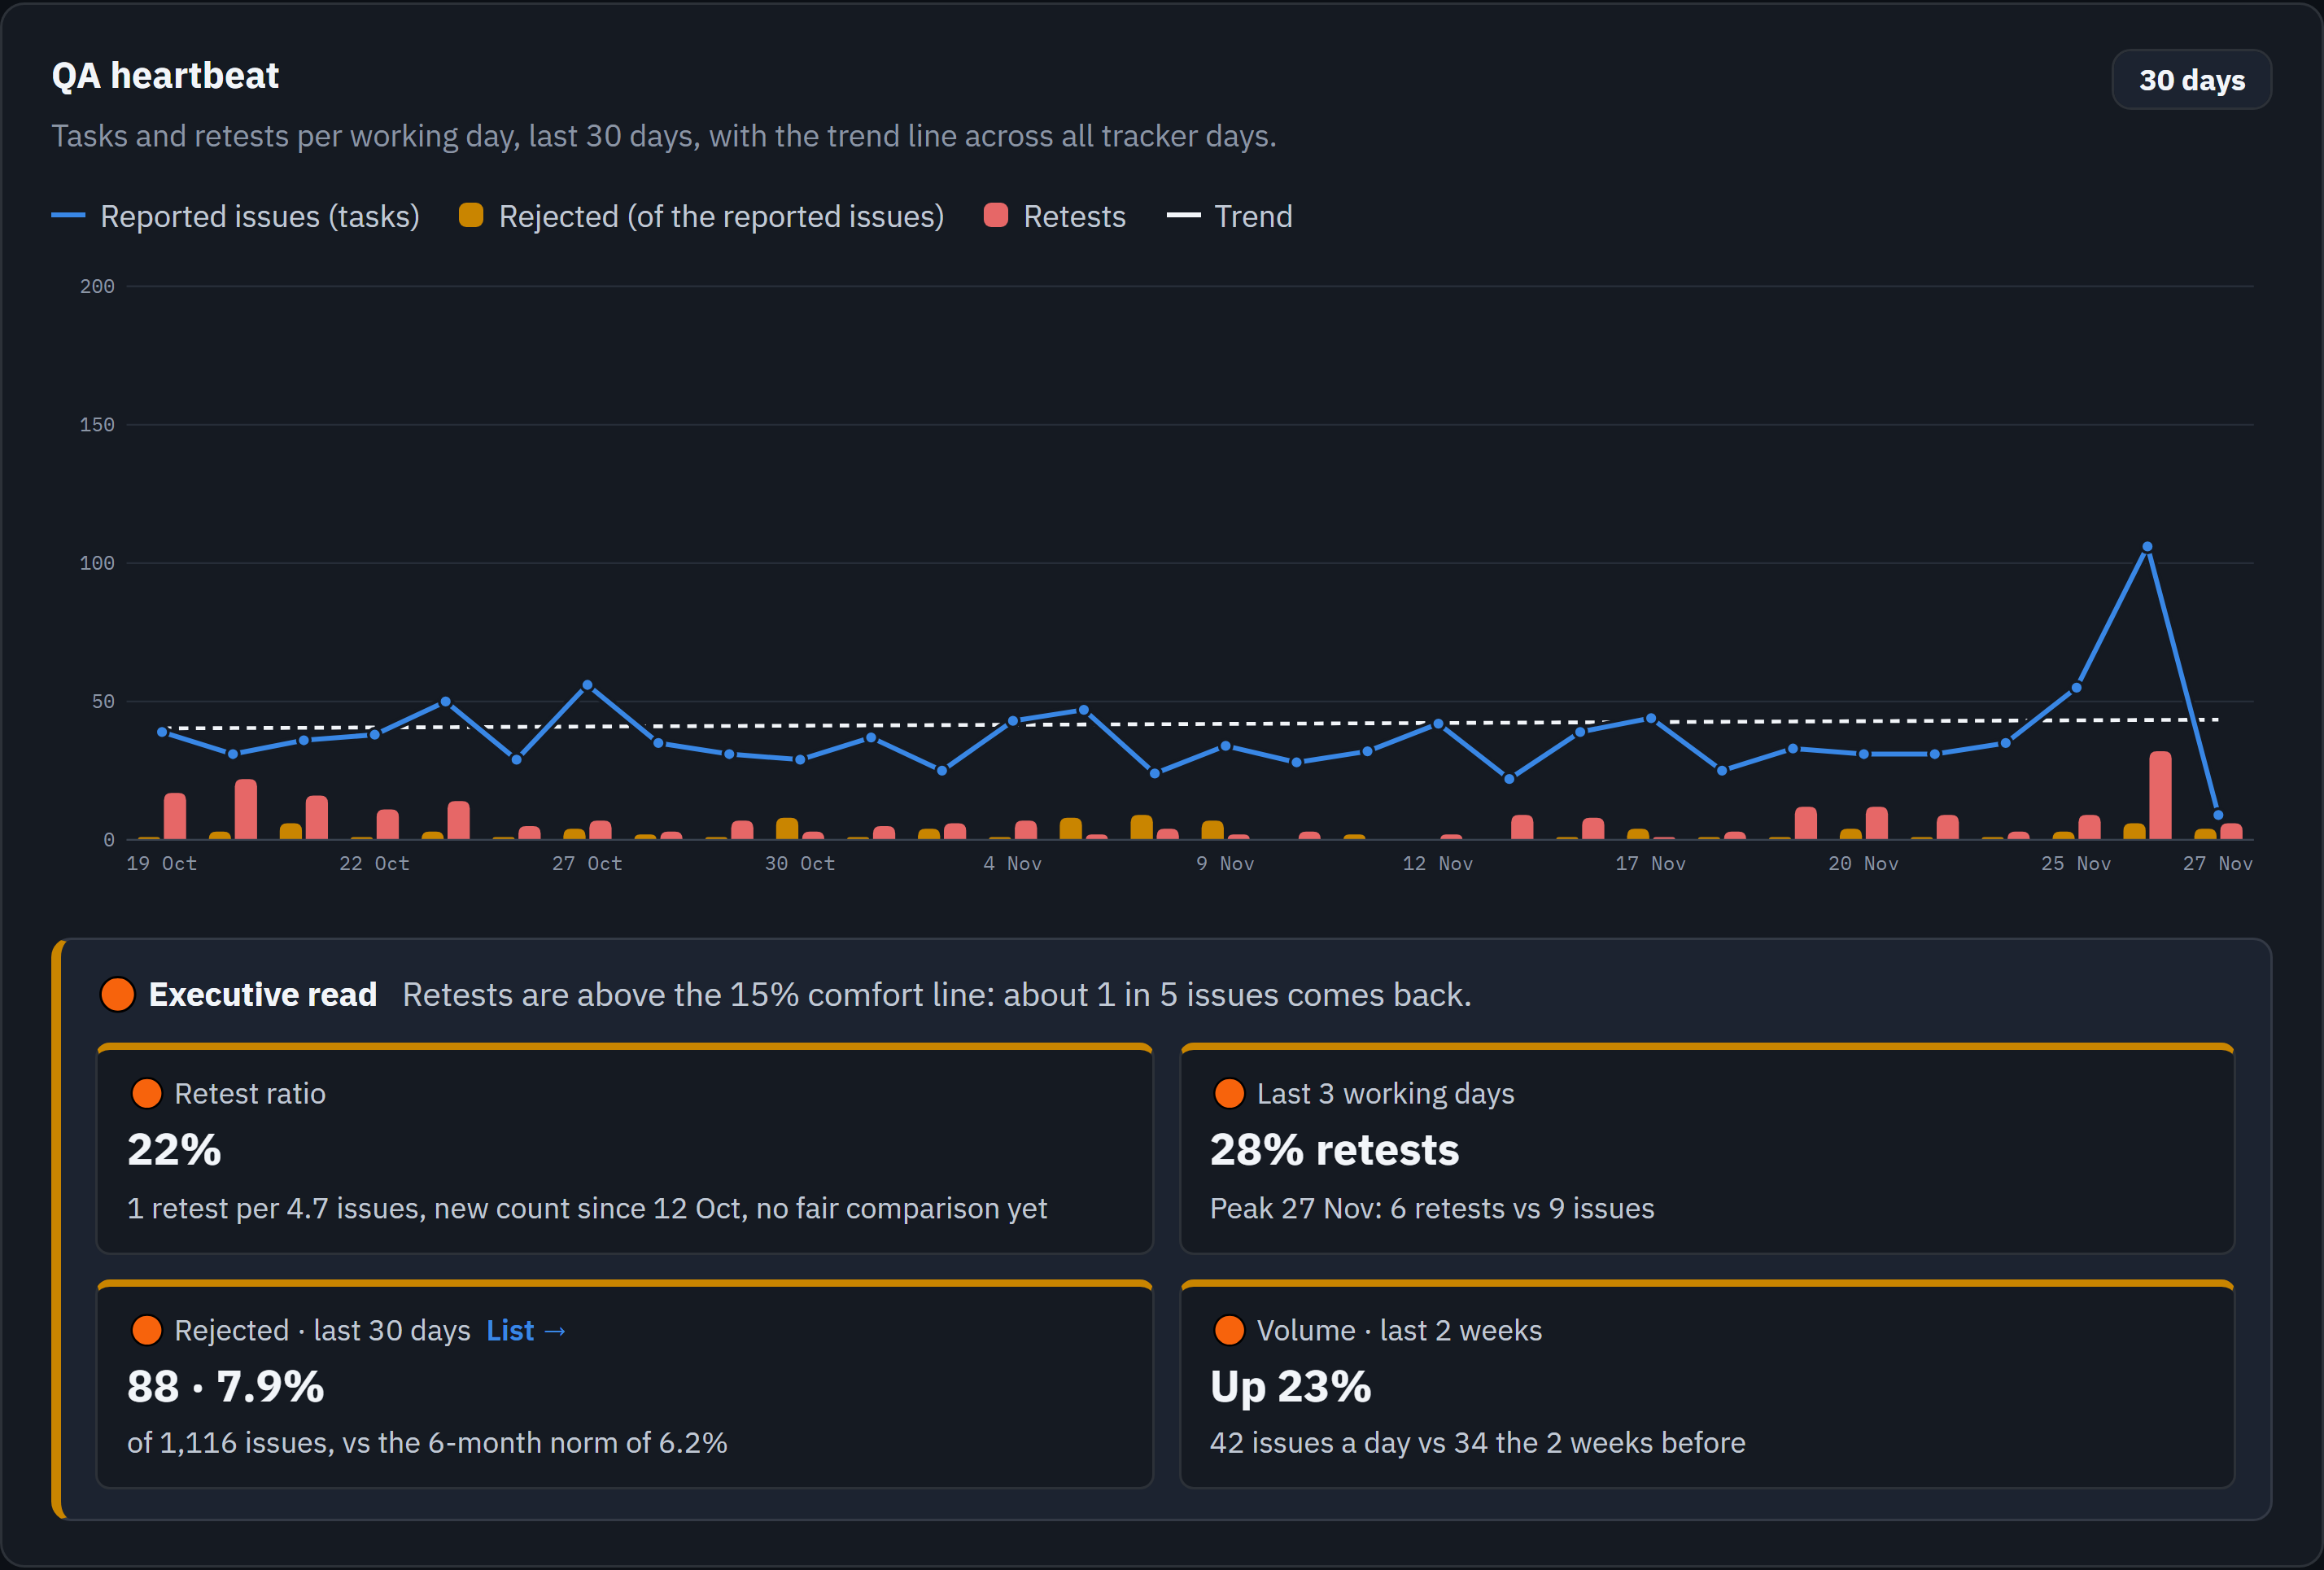 QA heartbeat
30 days
Tasks and retests per working day, last 30 days, with the trend line across all tracker days.
Reported issues (tasks) Rejected (of the reported issues) Retests Trend
200
150
100
50
0
19 Oct 22 Oct 27 Oct 30 Oct 4 Nov 9 Nov 12 Nov 17 Nov 20 Nov 25 Nov 27 Nov
Executive read Retests are above the 15% comfort line: about 1 in 5 issues comes back.
Retest ratio
22%
1 retest per 4.7 issues, new count since 12 Oct, no fair comparison yet
Last 3 working days
28% retests
Peak 27 Nov: 6 retests vs 9 issues
Rejected · last 30 days List →
88 · 7.9%
of 1,116 issues, vs the 6-month norm of 6.2%
Volume · last 2 weeks
Up 23%
42 issues a day vs 34 the 2 weeks before